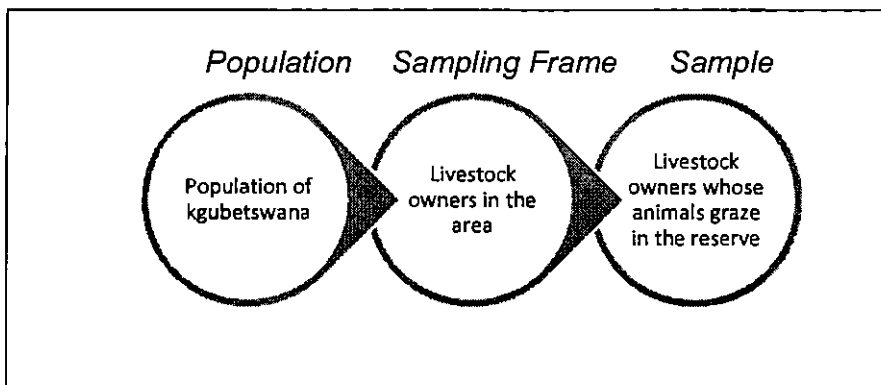 Population Sampling Frame Sample
Population of
kgubetswana
Livestock
owners in the
area
Livestock
owners whose
animals graze
in the reserve